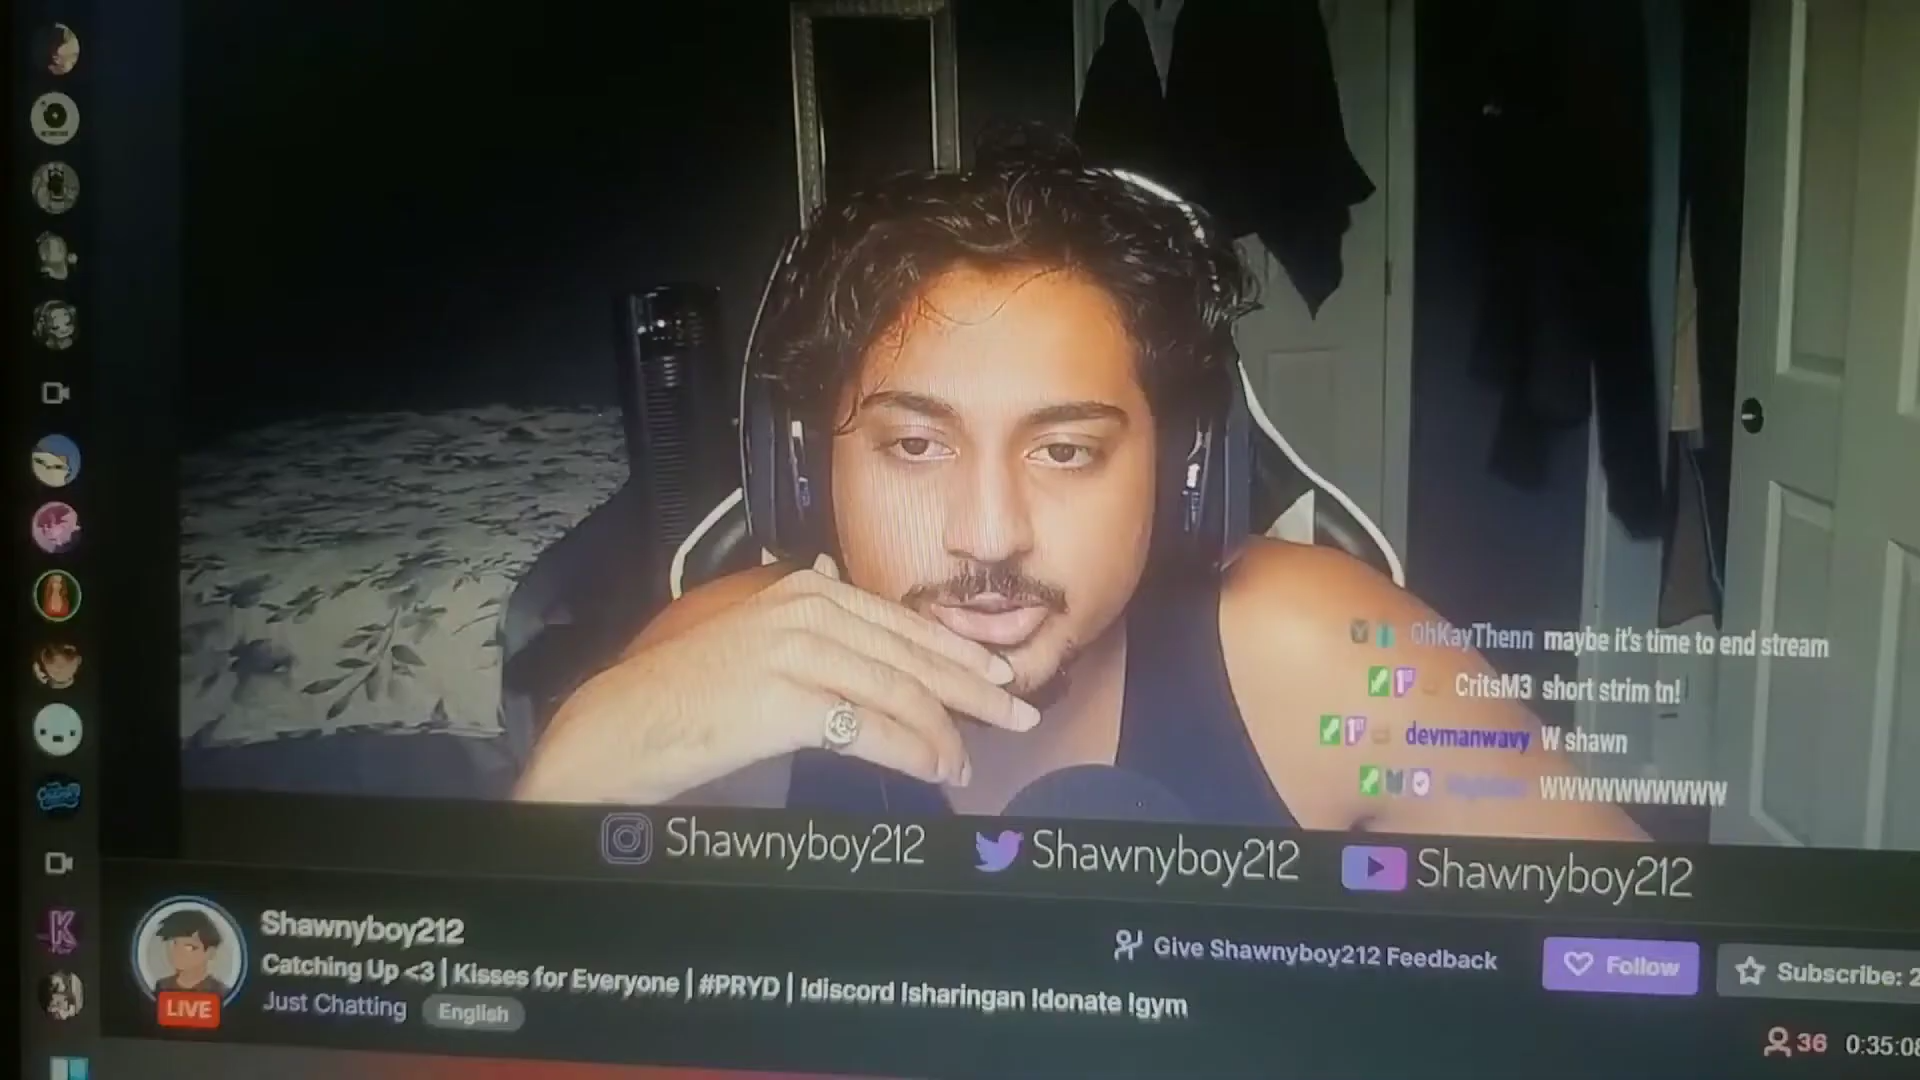 OhKayThenn maybe it's time to end stream
CritsM3 short strim tn!
devmanwavy W shawn
WWWWWWWWWWW
Shawnyboy212 Shawnyboy212 Shawnyboy212
Shawnyboy212
Catching Up <3 | Kisses for Everyone | #PRYD | !discord !sharingan !donate !gym
Just Chatting English
LIVE
Give Shawnyboy212 Feedback
Follow
Subscribe: 2
36 0:35:08
K